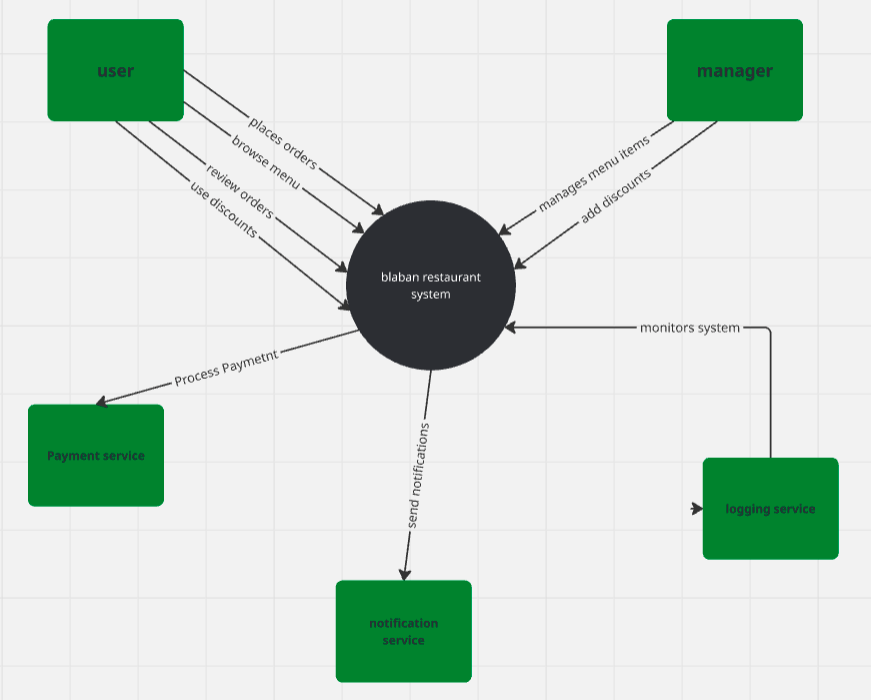 user
manager
places orders
browse menu
review orders
use discounts
manages menu items
add discounts
blaban restaurant
system
monitors system
Process Paymetnt
send notifications
Payment service
logging service
notification
service